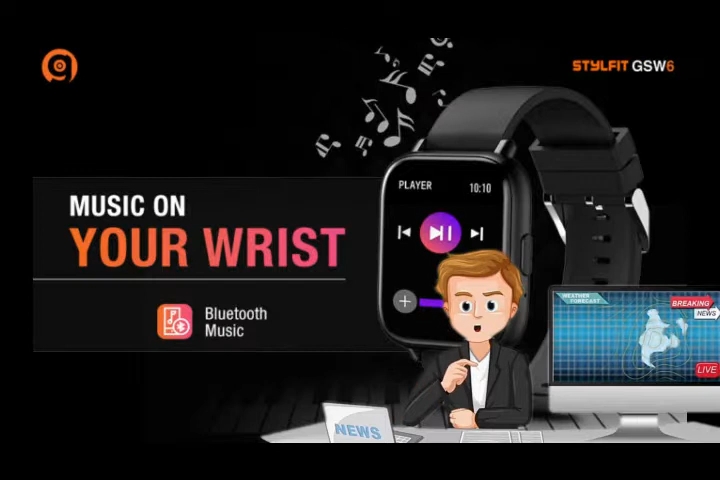 STYLFIT GSW6
PLAYER 10:10
MUSIC ON
YOUR WRIST
Bluetooth
Music
WEATHER
FORECAST
BREAKING
NEWS
LIVE
NEWS